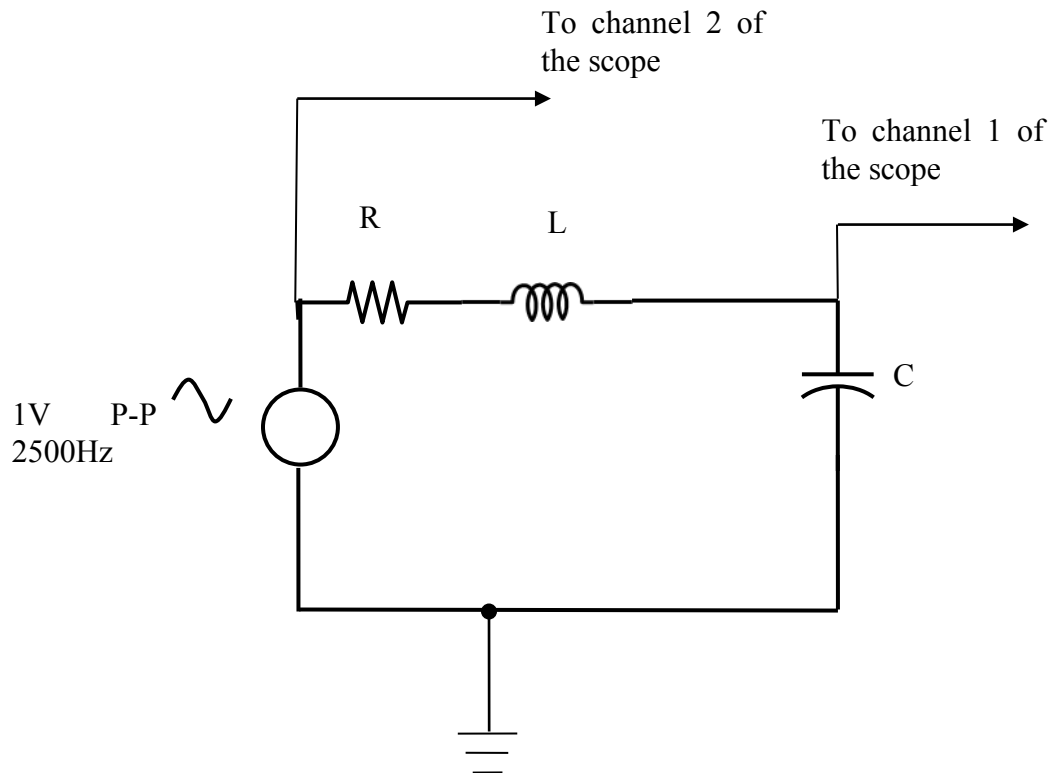 To channel 2 of
the scope
To channel 1 of
the scope
R
L
C
1V P-P
2500Hz